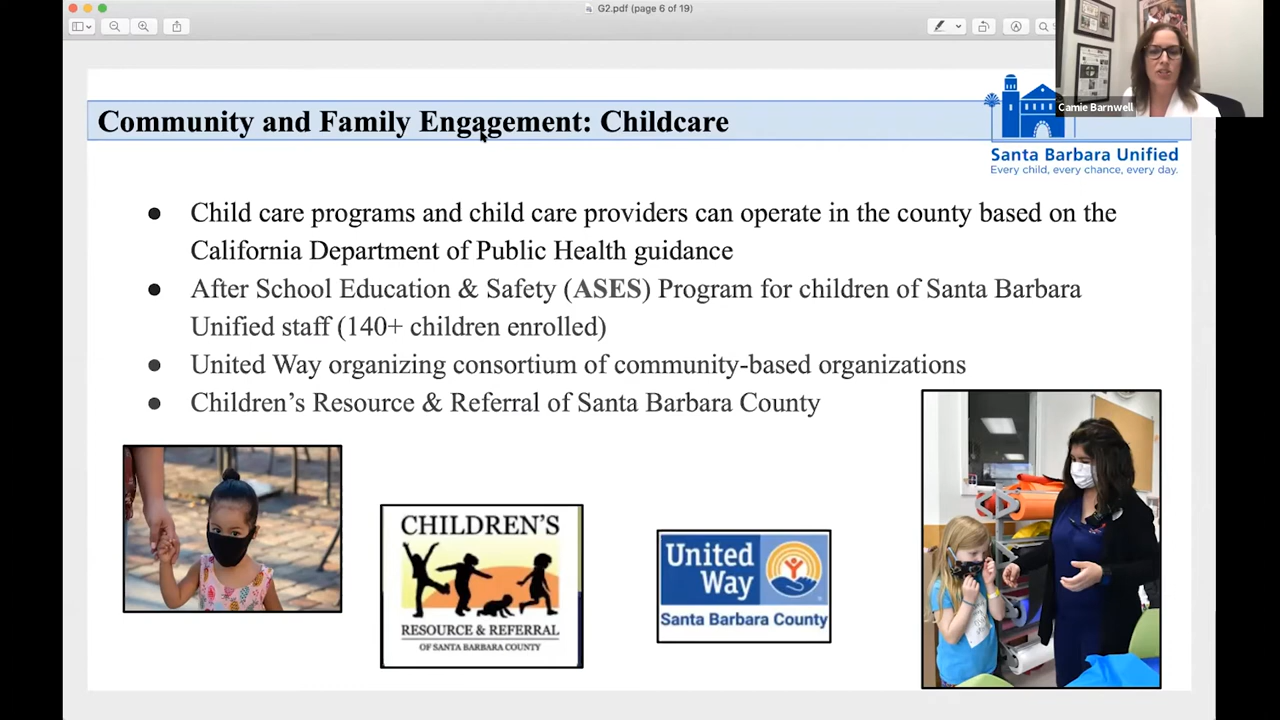 G2.pdf (page 6 of 19)
Camie Barnwell
Community and Family Engagement: Childcare
Santa Barbara Unified
Every child, every chance, every day.
● Child care programs and child care providers can operate in the county based on the
California Department of Public Health guidance
● After School Education & Safety (ASES) Program for children of Santa Barbara
Unified staff (140+ children enrolled)
● United Way organizing consortium of community-based organizations
● Children’s Resource & Referral of Santa Barbara County
CHILDREN'S
RESOURCE & REFERRAL
OF SANTA BARBARA COUNTY
United
Way
Santa Barbara County